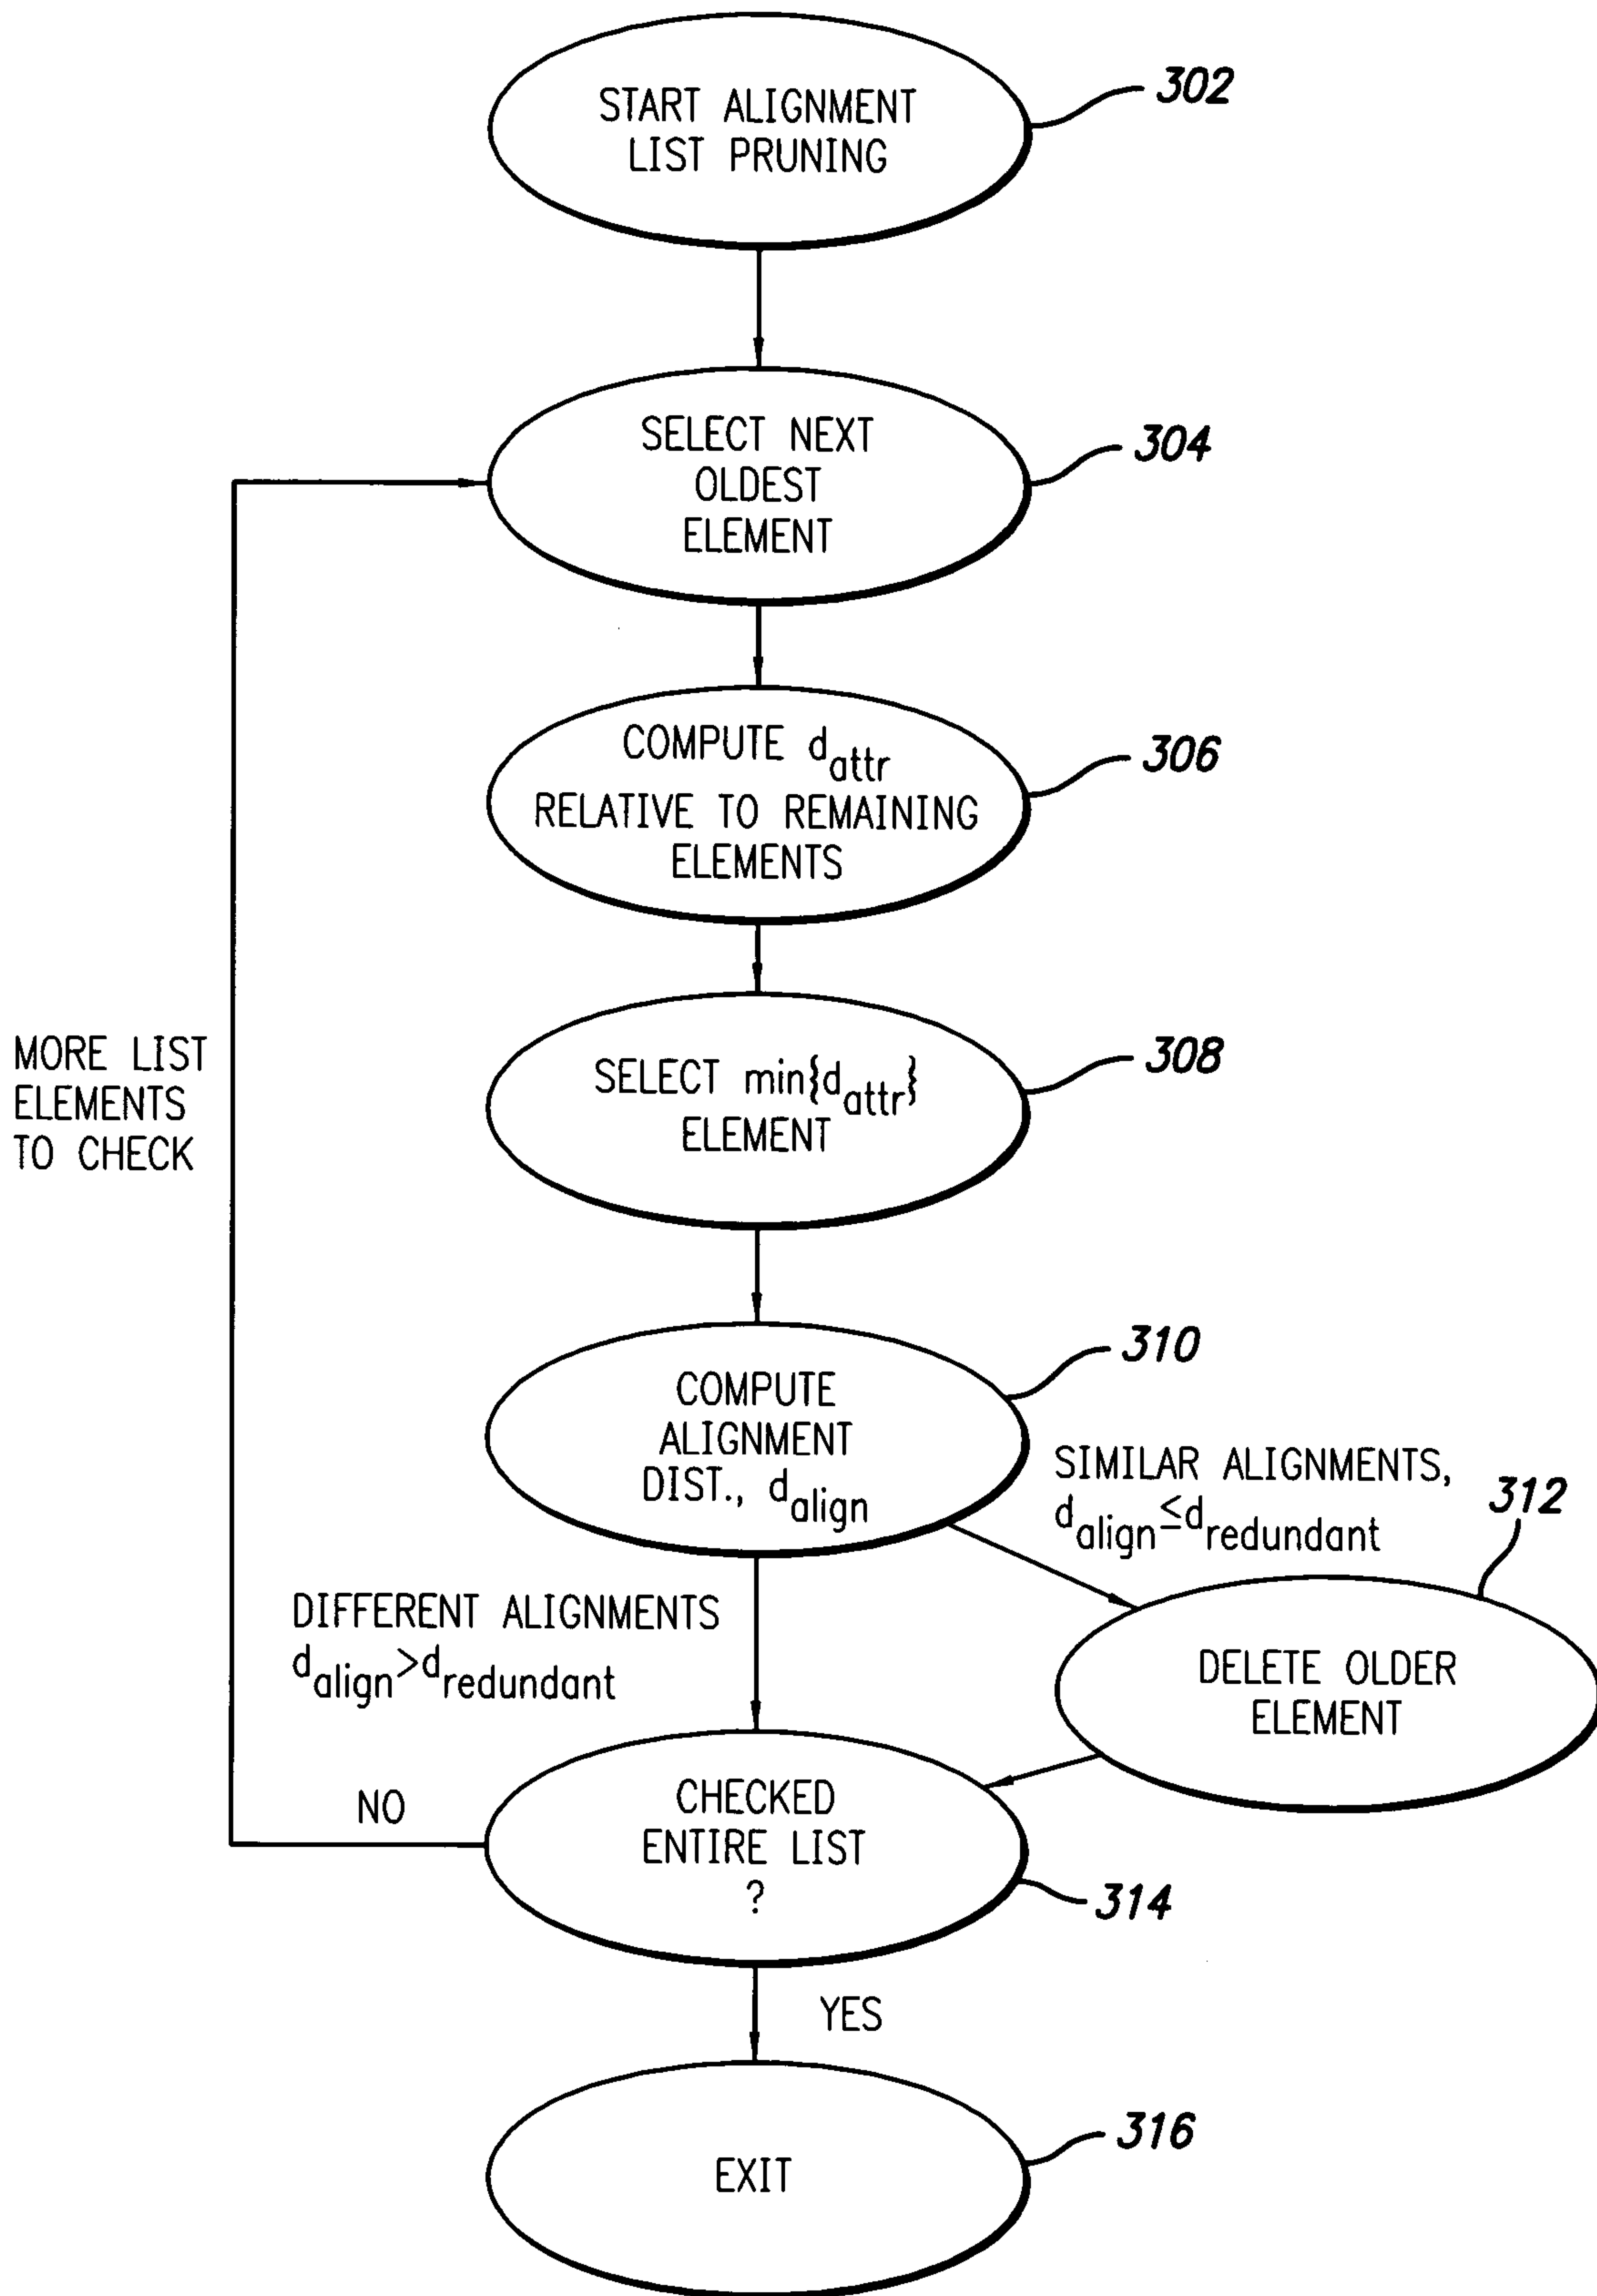 START ALIGNMENT
LIST PRUNING
302
SELECT NEXT
OLDEST
ELEMENT
304
COMPUTE d_attr
RELATIVE TO REMAINING
ELEMENTS
306
SELECT min{d_attr}
ELEMENT
308
MORE LIST
ELEMENTS
TO CHECK
COMPUTE
ALIGNMENT
DIST., d_align
310
SIMILAR ALIGNMENTS,
d_align≤d_redundant
312
DIFFERENT ALIGNMENTS
d_align>d_redundant
DELETE OLDER
ELEMENT
NO
CHECKED
ENTIRE LIST
?
314
YES
EXIT
316